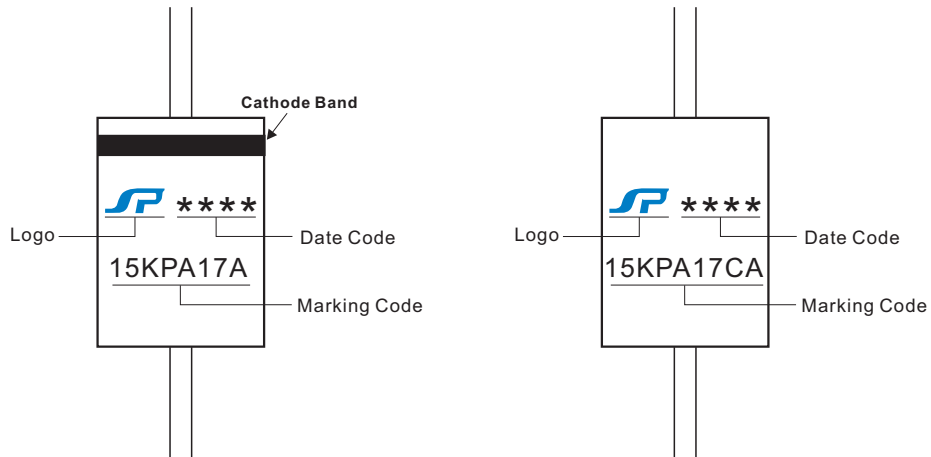 Cathode Band
SP ****
Logo
Date Code
15KPA17A
Marking Code
SP ****
Logo
Date Code
15KPA17CA
Marking Code